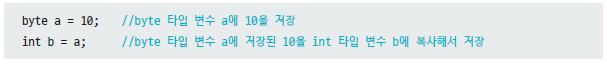 byte a = 10;   //byte 타입 변수 a에 10을 저장
int b = a;     //byte 타입 변수 a에 저장된 10을 int 타입 변수 b에 복사해서 저장